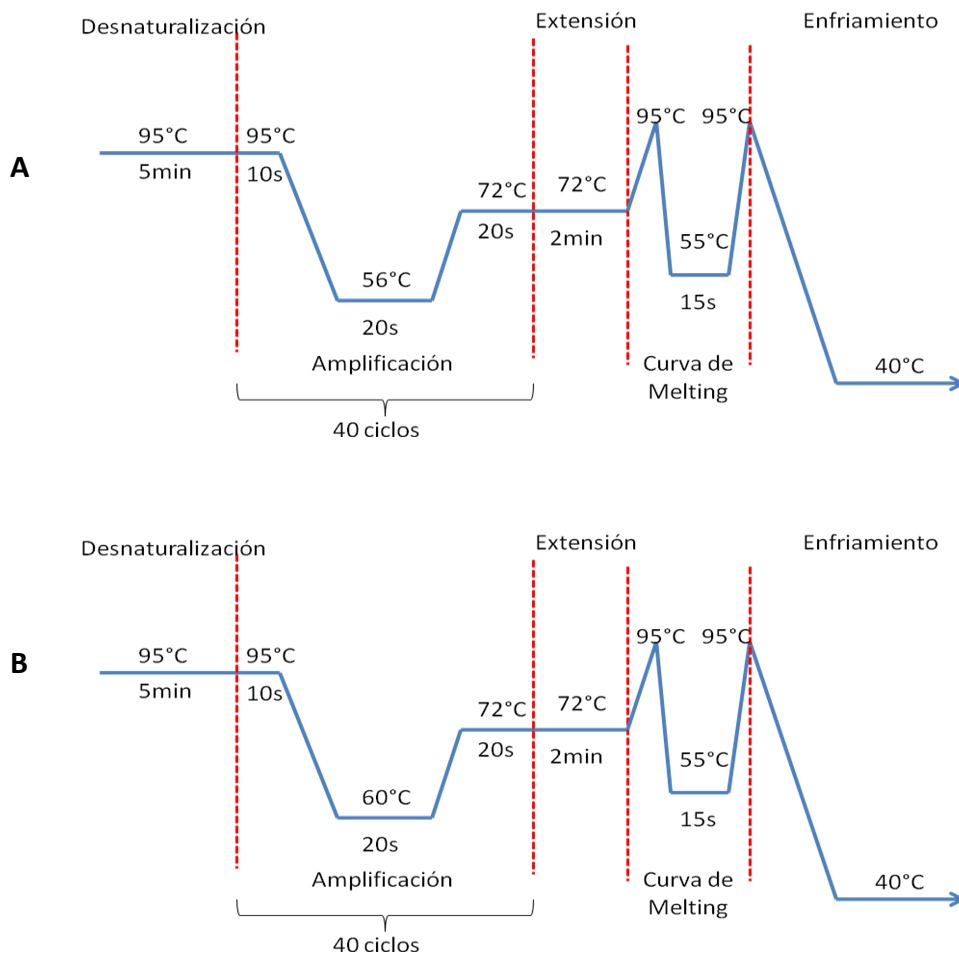 Desnaturalización
Extensión
Enfriamiento
A
95°C
95°C
95°C
95°C
5min
10s
72°C
72°C
20s
2min
56°C
55°C
20s
15s
Amplificación
Curva de
Melting
40°C
40 ciclos
Desnaturalización
Extensión
Enfriamiento
B
95°C
95°C
95°C
95°C
5min
10s
72°C
72°C
20s
2min
60°C
55°C
20s
15s
Amplificación
Curva de
Melting
40°C
40 ciclos